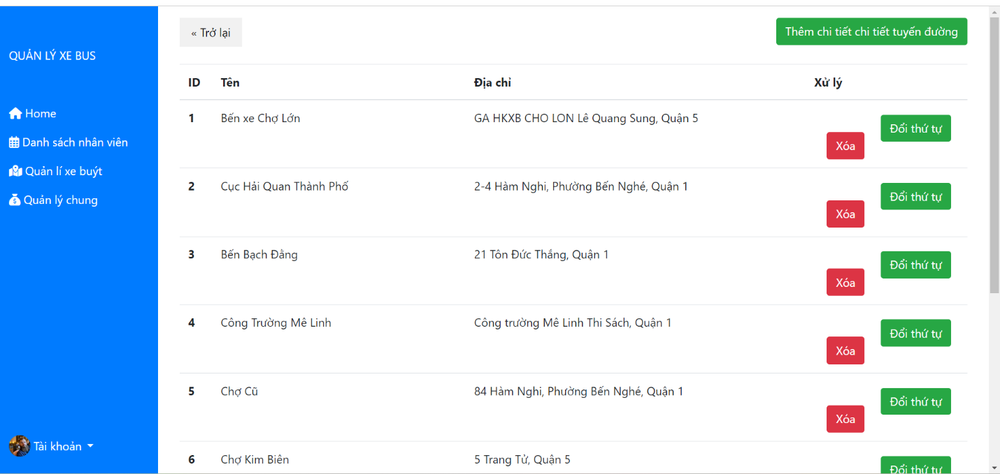 « Trở lại
Thêm chi tiết chi tiết tuyến đường
QUẢN LÝ XE BUS
Home
Danh sách nhân viên
Quản lí xe buýt
Quản lý chung
Tài khoản
ID Tên Địa chỉ Xử lý
1 Bến xe Chợ Lớn GA HKXB CHO LON Lê Quang Sung, Quận 5
Đổi thứ tự
Xóa
2 Cục Hải Quan Thành Phố 2-4 Hàm Nghi, Phường Bến Nghé, Quận 1
Đổi thứ tự
Xóa
3 Bến Bạch Đằng 21 Tôn Đức Thắng, Quận 1
Đổi thứ tự
Xóa
4 Công Trường Mê Linh Công trường Mê Linh Thi Sách, Quận 1
Đổi thứ tự
Xóa
5 Chợ Cũ 84 Hàm Nghi, Phường Bến Nghé, Quận 1
Đổi thứ tự
Xóa
6 Chợ Kim Biên 5 Trang Tử, Quận 5
Đổi thứ tự